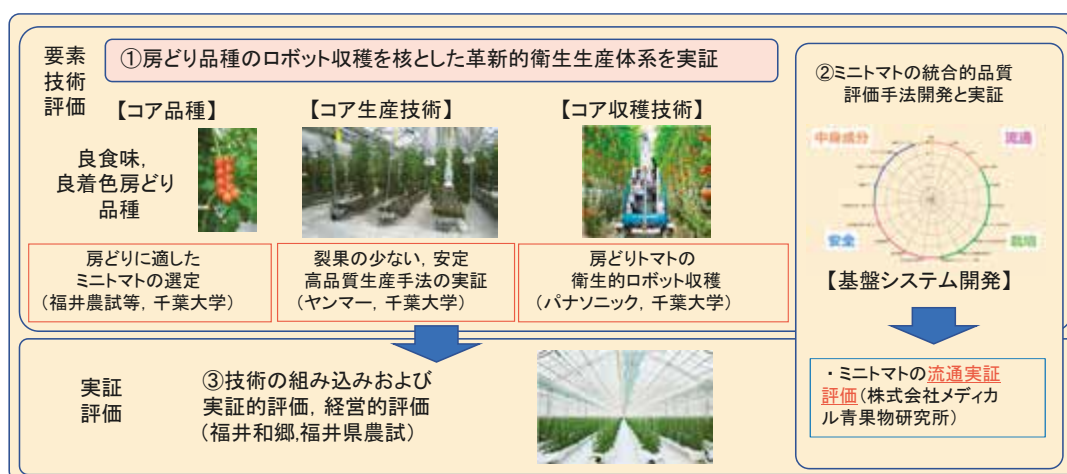 要素
技術
評価
①房どり品種のロボット収穫を核とした革新的衛生生産体系を実証
【コア品種】
良食味，
良着色房どり
品種
房どりに適した
ミニトマトの選定
（福井農試等，千葉大学）
【コア生産技術】
裂果の少ない，安定
高品質生産手法の実証
（ヤンマー，千葉大学）
【コア収穫技術】
房どりトマトの
衛生的ロボット収穫
（パナソニック，千葉大学）
②ミニトマトの統合的品質
評価手法開発と実証
中身成分
流通
安全
栽培
【基盤システム開発】
・ミニトマトの流通実証
評価（株式会社メディカ
ル青果物研究所）
実証
評価
③技術の組み込みおよび
実証的評価，経営的評価
（福井和郷,福井県農試）